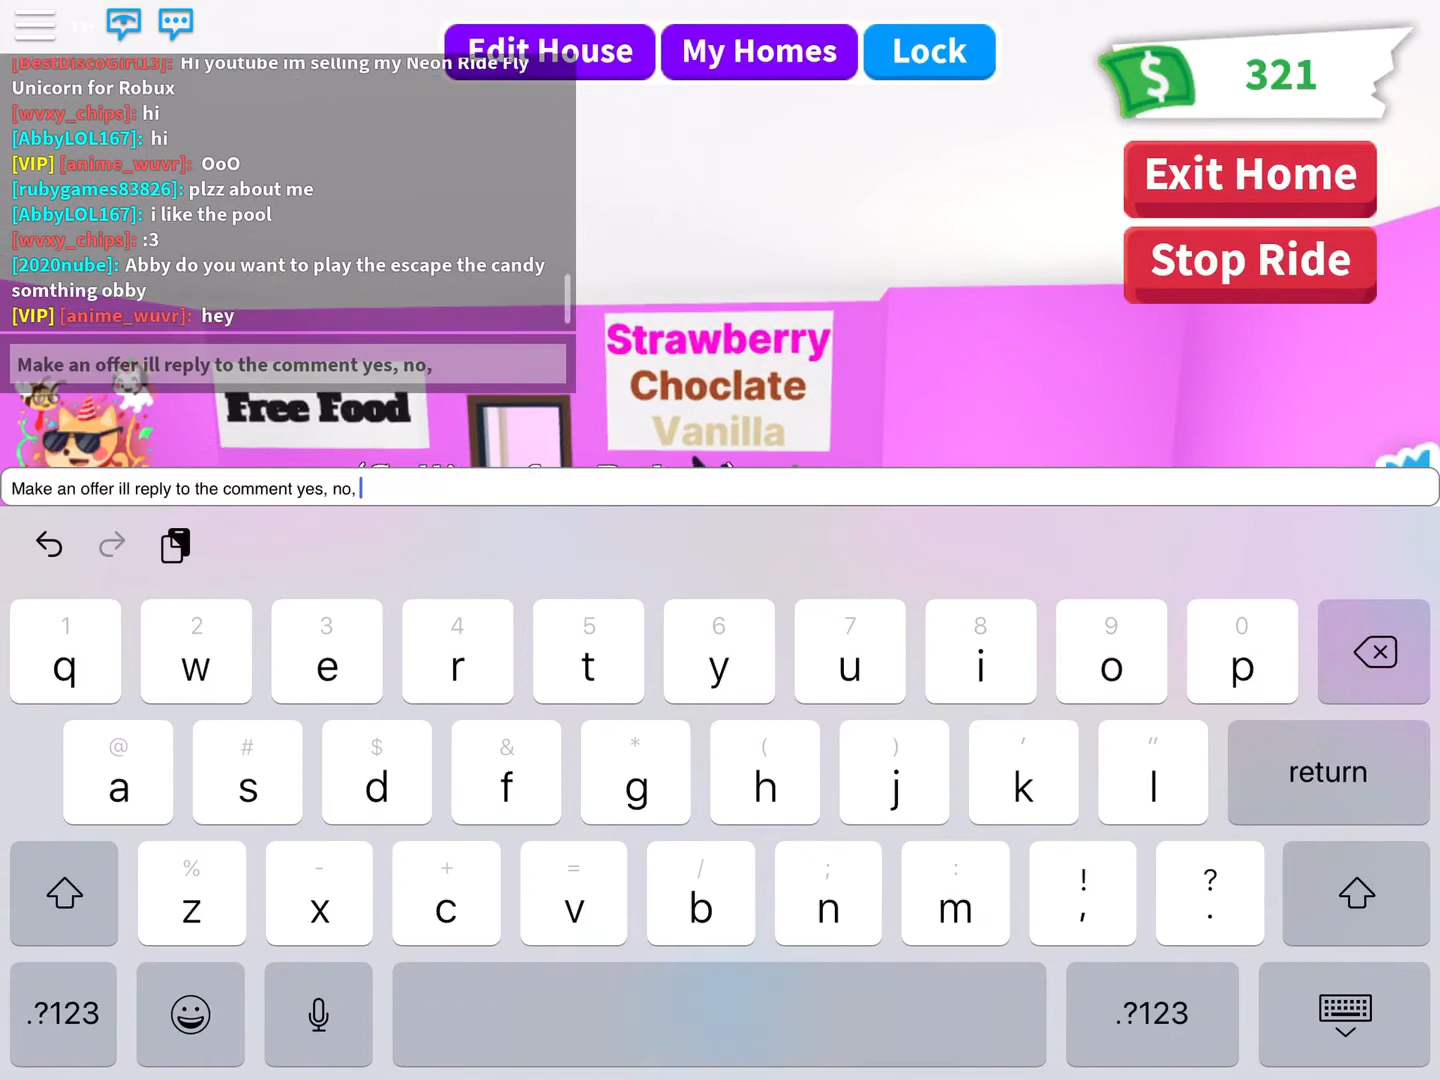 Edit House
My Homes
Lock
321
[BestDiscoGirl13]: Hi youtube im selling my Neon Ride Fly
Unicorn for Robux
[wvxy_chips]: hi
[AbbyLOL167]: hi
[VIP] [anime_wuvr]: OoO
[rubygames83826]: plzz about me
[AbbyLOL167]: i like the pool
[wvxy_chips]: :3
[2020nube]: Abby do you want to play the escape the candy
somthing obby
[VIP] [anime_wuvr]: hey
Make an offer ill reply to the comment yes, no,
Exit Home
Stop Ride
Strawberry
Choclate
Vanilla
Free Food
Make an offer ill reply to the comment yes, no,
1 2 3 4 5 6 7 8 9 0
q w e r t y u i o p
@ # $ & * ( ) ' "
a s d f g h j k l return
% - + = / ; : ! ?
z x c v b n m , .
.?123 .?123